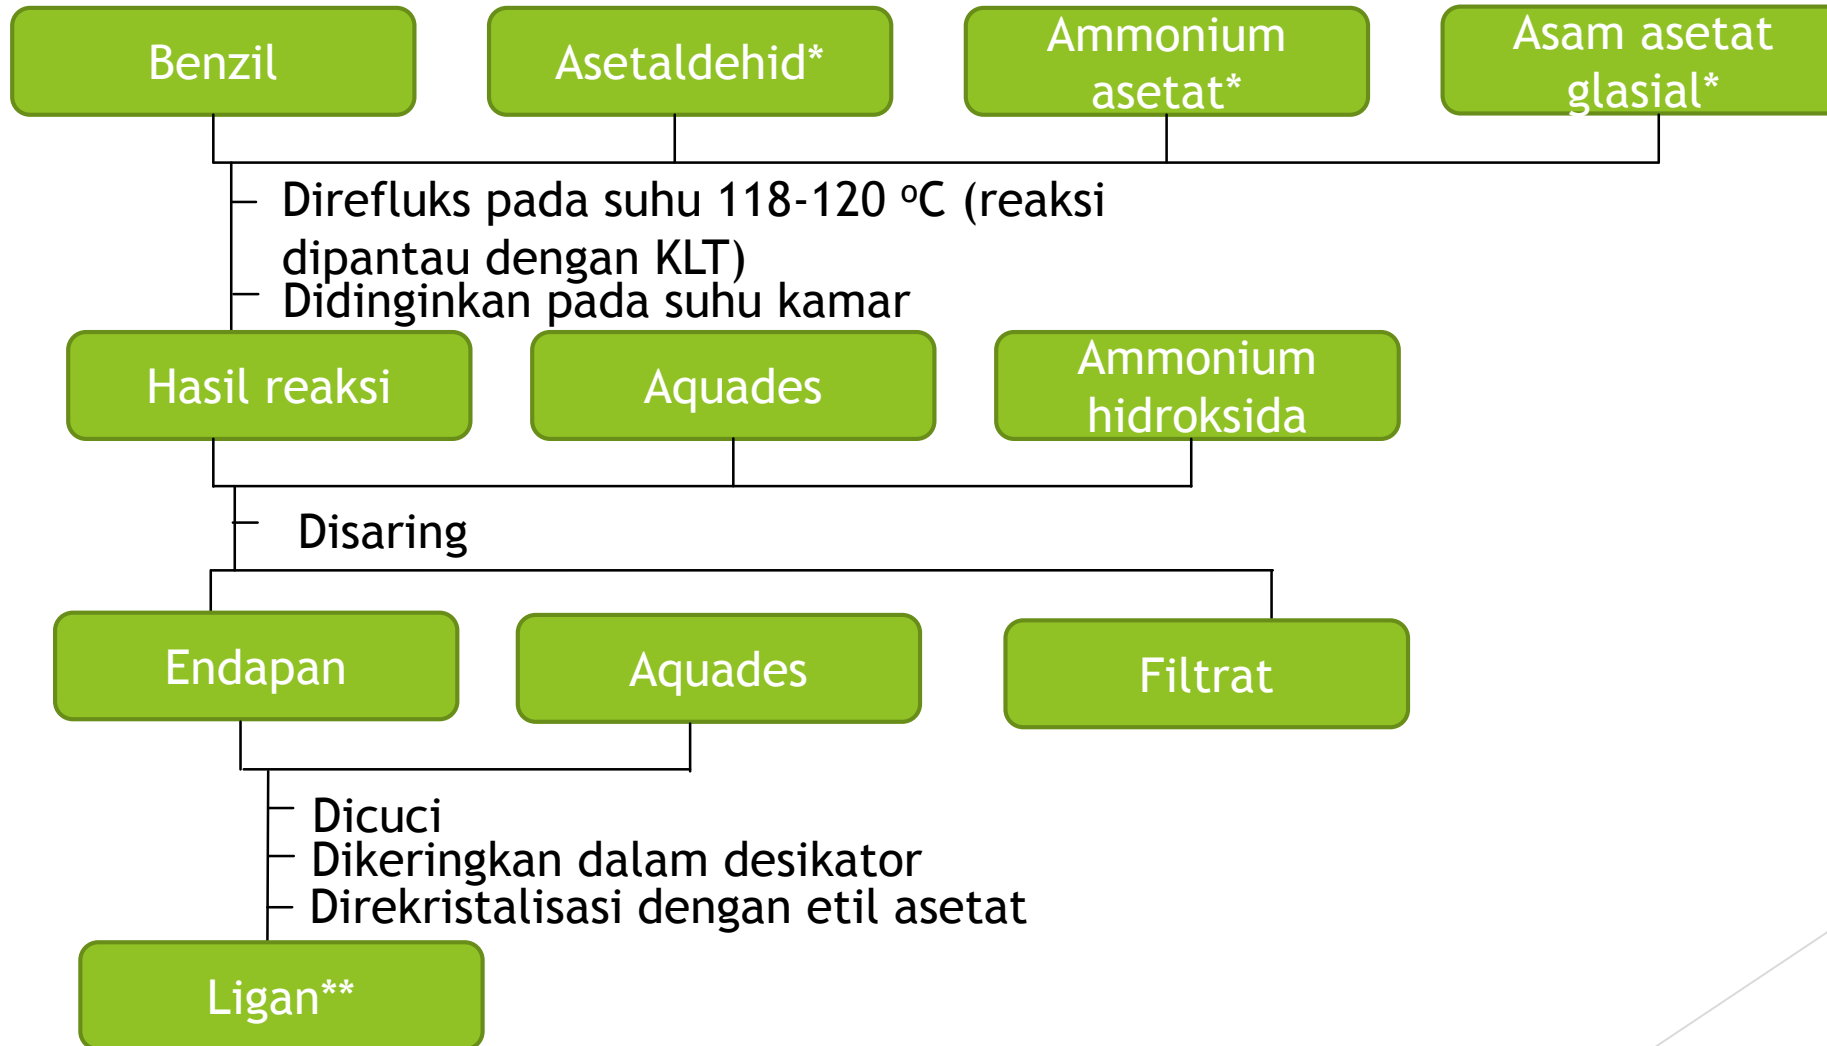 Benzil
Asetaldehid*
Ammonium
asetat*
Asam asetat
glasial*
Direfluks pada suhu 118-120 ºC (reaksi
dipantau dengan KLT)
Didinginkan pada suhu kamar
Hasil reaksi
Aquades
Ammonium
hidroksida
Disaring
Endapan
Aquades
Filtrat
Dicuci
Dikeringkan dalam desikator
Direkristalisasi dengan etil asetat
Ligan**